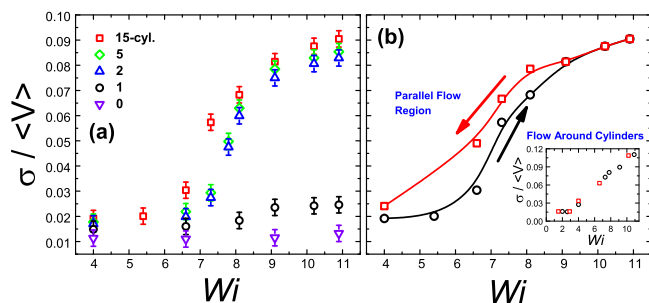 0.10
0.09
0.08
0.07
0.06
0.05
0.04
0.03
0.02
0.01
σ / <V>
15-cyl.
5
2
1
0
(a)
4 5 6 7 8 9 10 11
Wi
(b)
Parallel Flow
Region
Flow Around Cylinders
σ / <V>
0.12
0.09
0.06
0.03
0.00
0 2 4 6 8 10
Wi
4 5 6 7 8 9 10 11
Wi